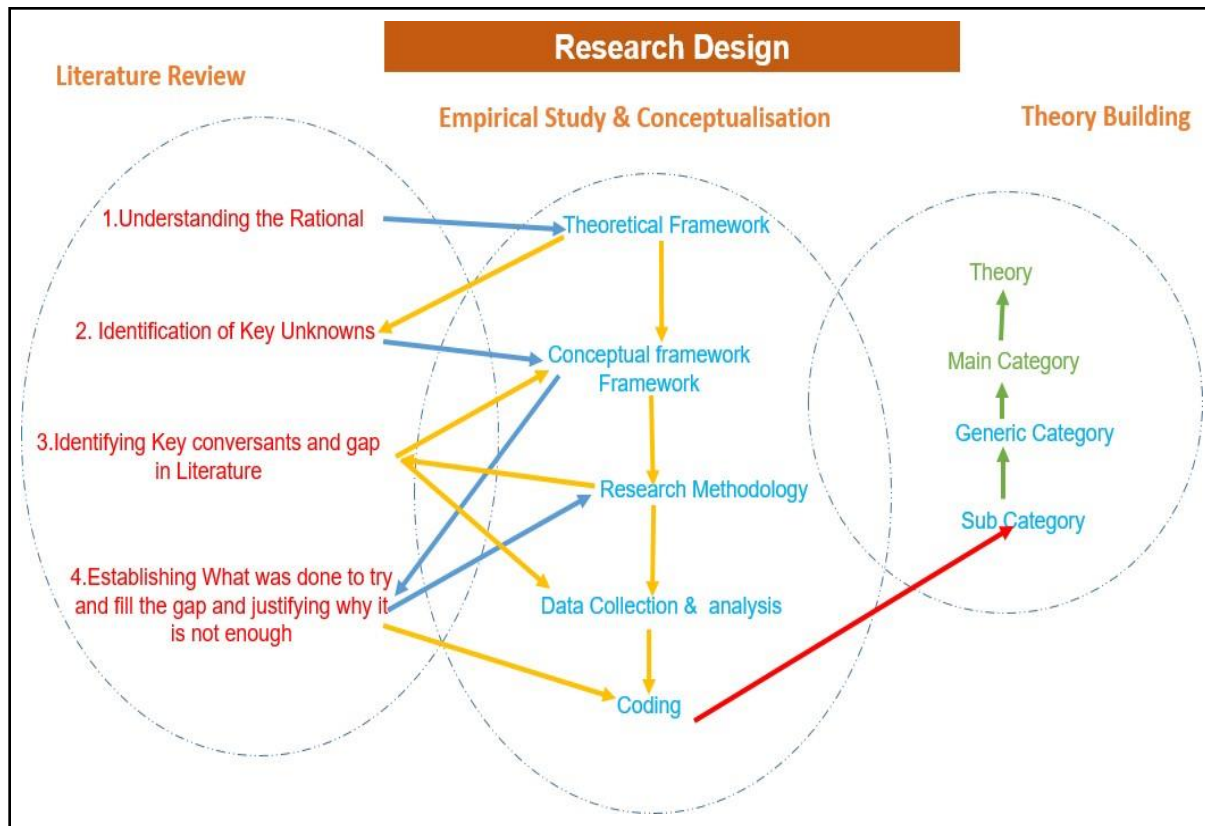 Research Design
Literature Review
Empirical Study & Conceptualisation
Theory Building
1.Understanding the Rational
2. Identification of Key Unknowns
3.Identifying Key conversants and gap
in Literature
4.Establishing What was done to try
and fill the gap and justifying why it
is not enough
Theoretical Framework
Conceptual framework
Framework
Research Methodology
Data Collection & analysis
Coding
Theory
Main Category
Generic Category
Sub Category